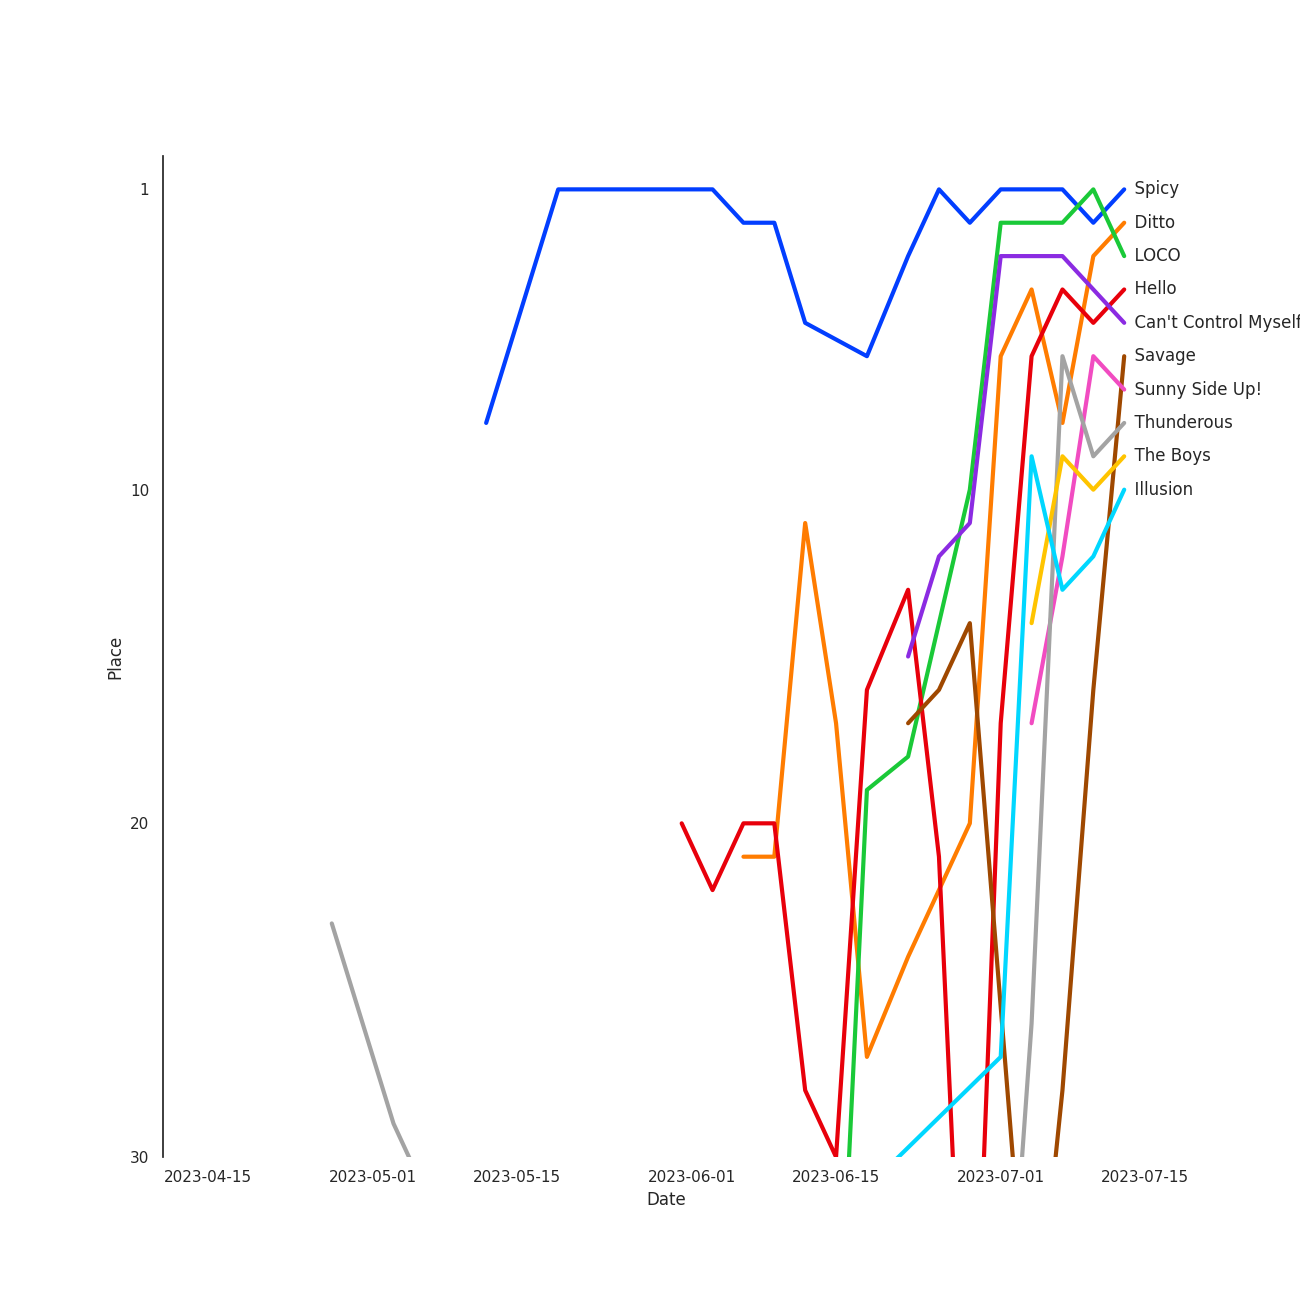 1
10
20
30
Place
Spicy
Ditto
LOCO
Hello
Can't Control Myself
Savage
Sunny Side Up!
Thunderous
The Boys
Illusion
2023-04-15
2023-05-01
2023-05-15
2023-06-01
2023-06-15
2023-07-01
2023-07-15
Date